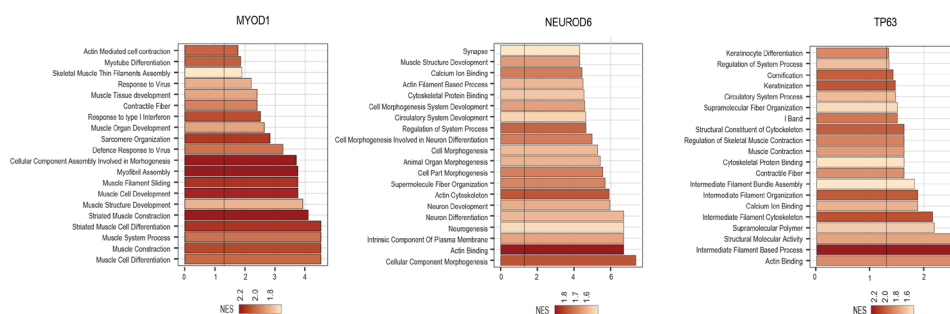 MYOD1
Actin Mediated cell contraction
Myotube Differentiation
Skeletal Muscle Thin Filaments Assembly
Response to Virus
Muscle Tissue development
Contractile Fiber
Response to type I Interferon
Muscle Organ Development
Sarcomere Organization
Defence Response to Virus
Cellular Component Assembly Involved in Morhogenesis
Myofibril Assembly
Muscle Filament Sliding
Muscle Cell Development
Muscle Structure Development
Striated Muscle Constraction
Striated Muscle Cell Differentiation
Muscle System Process
Muscle Constraction
Muscle Cell Differentiation
0 1 2 3 4
NES
2.2 2.0 1.8
NEUROD6
Synapse
Muscle Structure Development
Calcium Ion Binding
Actin Filament Based Process
Cytoskeletal Protein Binding
Cell Morphogenesis System Development
Circulatory System Development
Regulation of System Process
Cell Morphogenesis Involved in Neuron Differentiation
Cell Morphogenesis
Animal Organ Morphogenesis
Cell Part Morphogenesis
Supermolecule Fiber Organization
Actin Cytoskeleton
Neuron Development
Neuron Differentiation
Neurogenesis
Intrinsic Component Of Plasma Membrane
Actin Binding
Cellular Component Morphogenesis
0 2 4 6
NES
1.8 1.7 1.6
TP63
Keratinocyte Differentiation
Regulation of System Process
Cornification
Keratinization
Circulatory System Process
Supramolecular Fiber Organization
I Band
Structural Constituent of Cytoskeleton
Regulation of Skeletal Muscle Contraction
Muscle Contraction
Cytoskeletal Protein Binding
Contractile Fiber
Intermediate Filament Bundle Assembly
Intermediate Filament Organization
Calcium Ion Binding
Intermediate Filament Cytoskeleton
Supramolecular Polymer
Structural Molecular Activity
Intermediate Filament Based Process
Actin Binding
0 1 2
NES
2.2 2.0 1.8 1.6